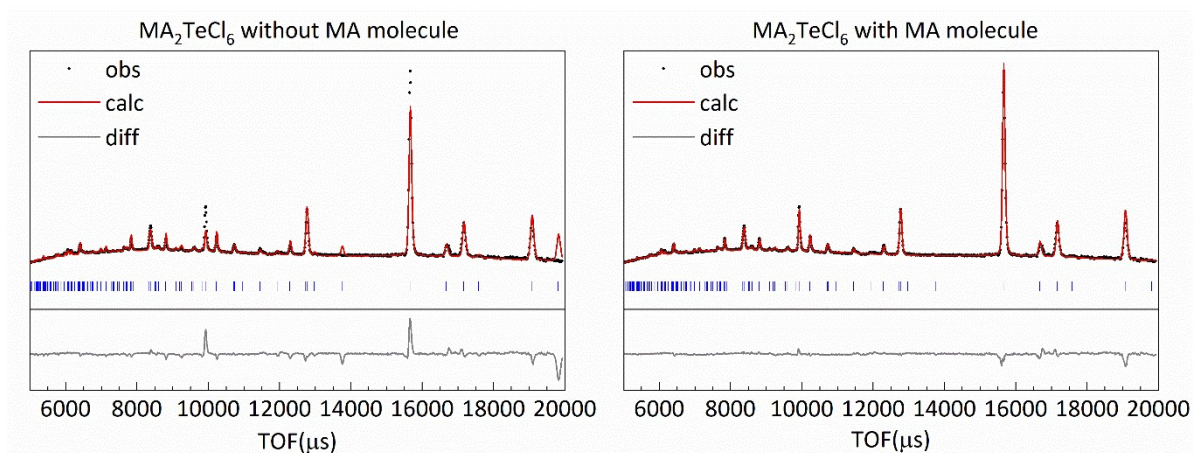 MA₂TeCl₆ without MA molecule
obs
calc
diff
6000 8000 10000 12000 14000 16000 18000 20000
TOF(μs)
MA₂TeCl₆ with MA molecule
obs
calc
diff
6000 8000 10000 12000 14000 16000 18000 20000
TOF(μs)